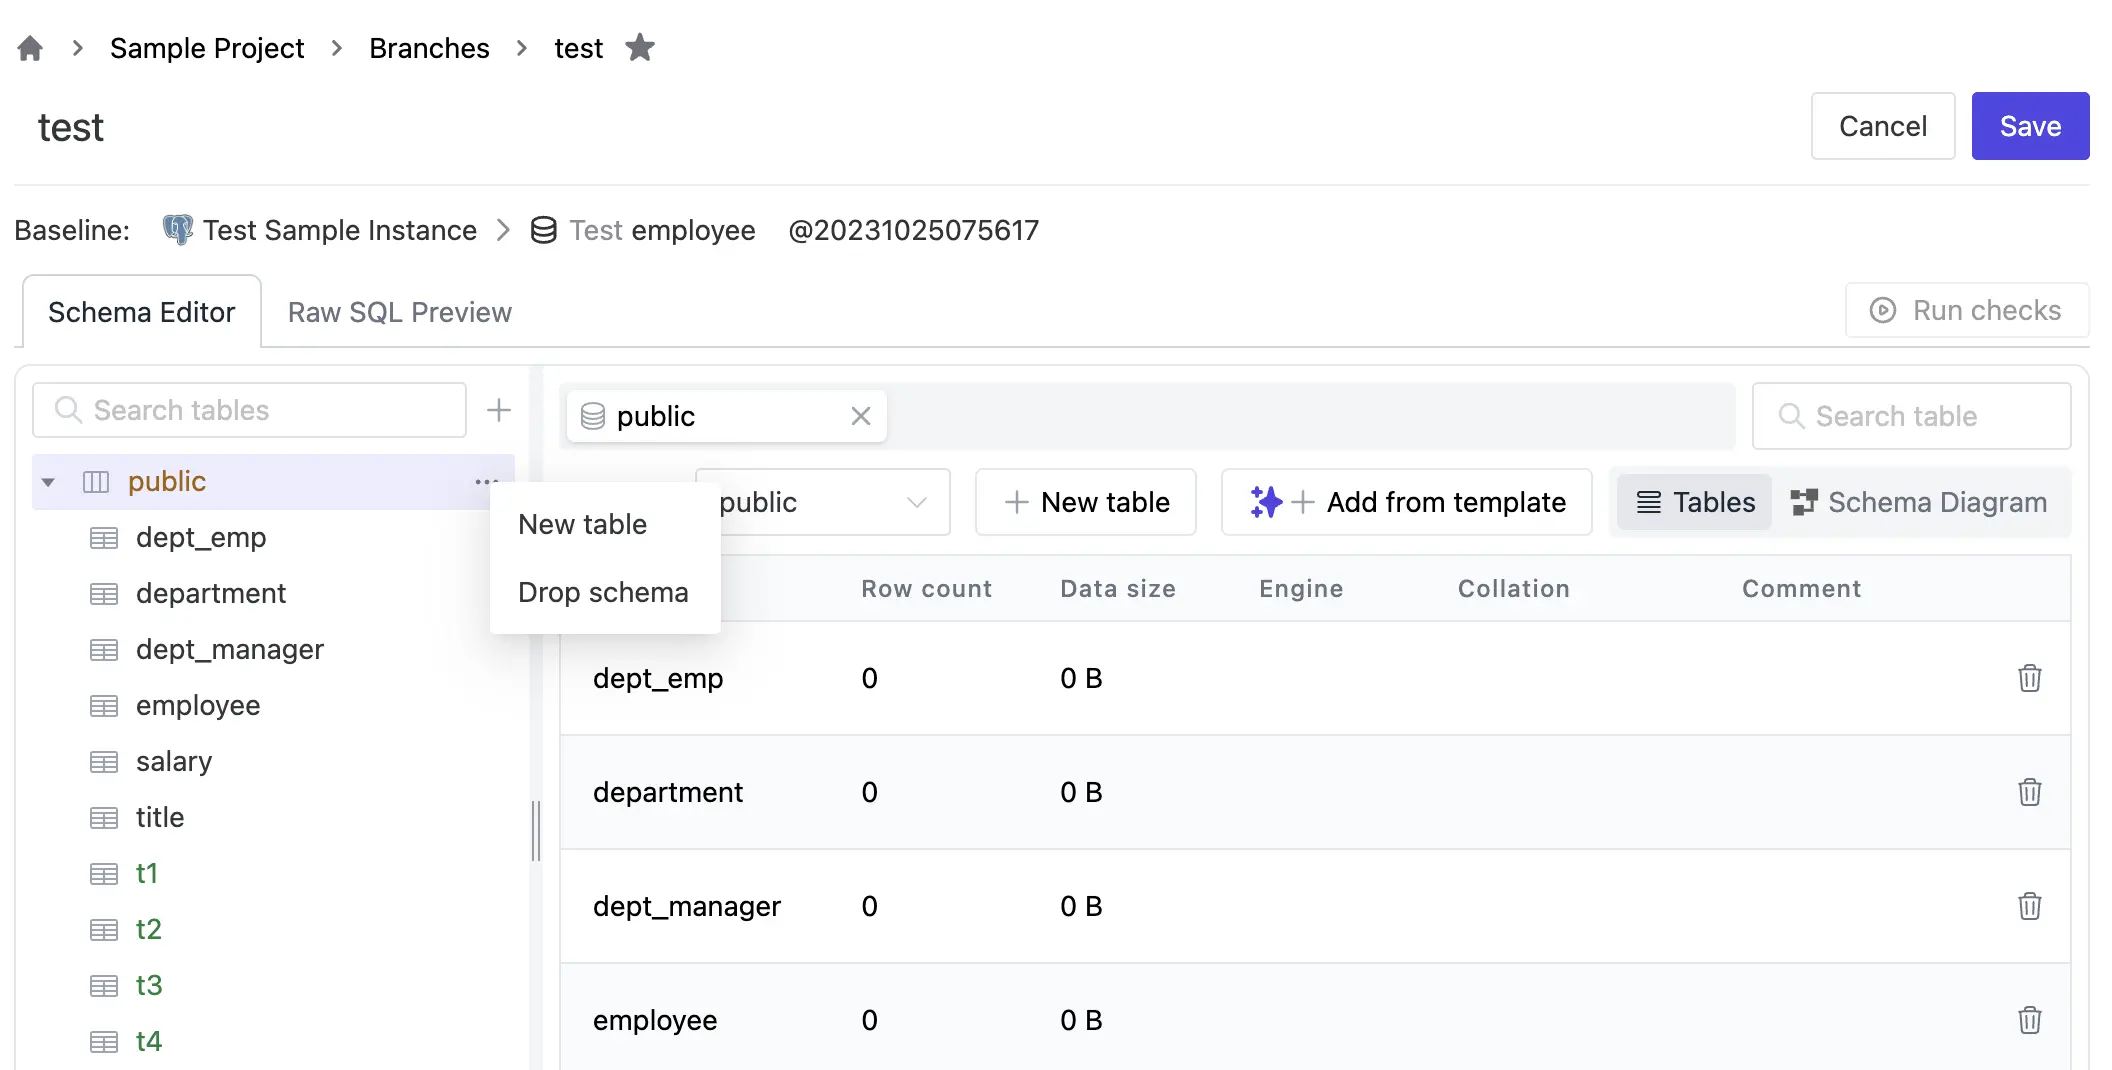 Sample Project > Branches > test
test
Cancel
Save
Baseline: Test Sample Instance > Test employee @20231025075617
Schema Editor
Raw SQL Preview
Run checks
Search tables
public
dept_emp
department
dept_manager
employee
salary
title
t1
t2
t3
t4
New table
Drop schema
public
Search table
public
New table
Add from template
Tables
Schema Diagram
Row count Data size Engine Collation Comment
dept_emp 0 0 B
department 0 0 B
dept_manager 0 0 B
employee 0 0 B